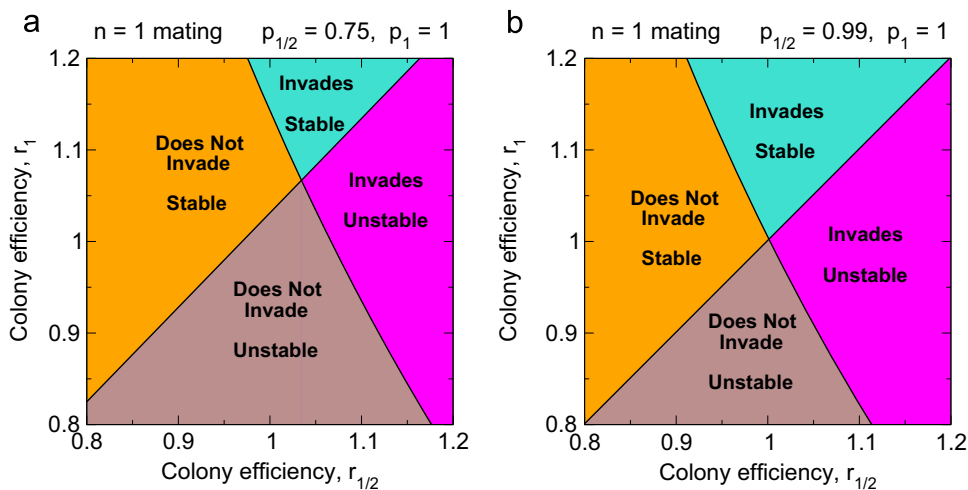 a
n = 1 mating p1/2 = 0.75, p1 = 1
1.2
1.1
1
0.9
0.8
Colony efficiency, r1
Invades
Stable
Does Not
Invade
Stable
Invades
Unstable
Does Not
Invade
Unstable
0.8 0.9 1 1.1 1.2
Colony efficiency, r1/2
b
n = 1 mating p1/2 = 0.99, p1 = 1
1.2
1.1
1
0.9
0.8
Colony efficiency, r1
Invades
Stable
Does Not
Invade
Stable
Invades
Unstable
Does Not
Invade
Unstable
0.8 0.9 1 1.1 1.2
Colony efficiency, r1/2